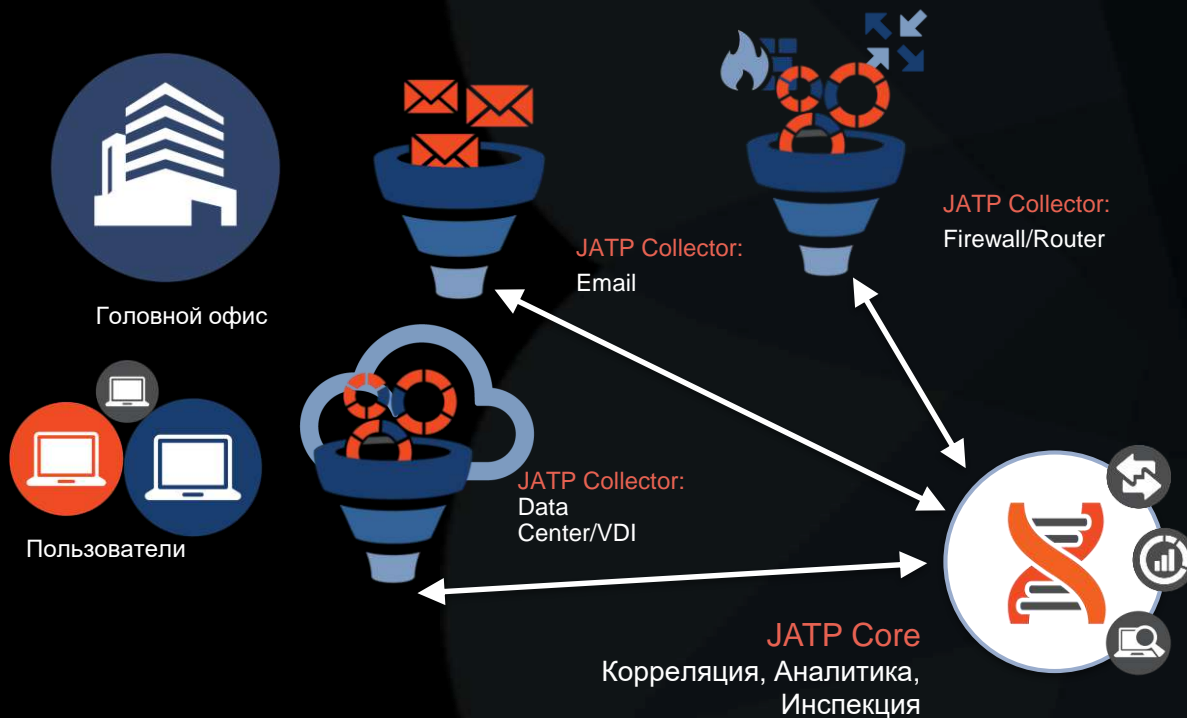 Головной офис
JATP Collector:
Email
JATP Collector:
Firewall/Router
Пользователи
JATP Collector:
Data
Center/VDI
JATP Core
Корреляция, Аналитика,
Инспекция